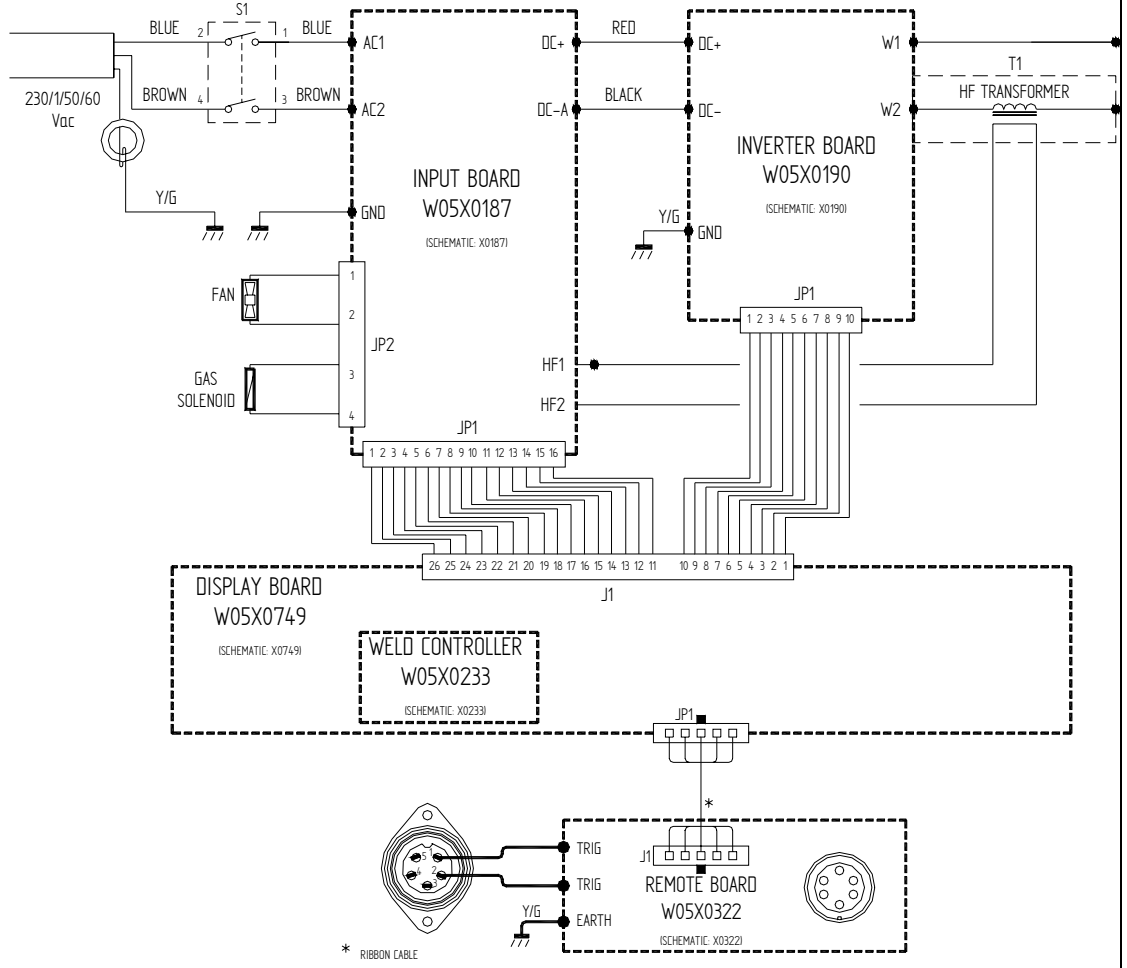 S1
BLUE 2 1 BLUE
AC1
DC+
RED
DC+
W1
T1
HF TRANSFORMER
230/1/50/60
Vac
BROWN 4 3 BROWN
AC2
DC-A
BLACK
DC-
W2
INPUT BOARD
W05X0187
(SCHEMATIC: X0187)
INVERTER BOARD
W05X0190
(SCHEMATIC: X0190)
Y/G
GND
Y/G
GND
FAN
1
2
3
4
JP2
GAS
SOLENOID
HF1
HF2
JP1
1 2 3 4 5 6 7 8 9 10
JP1
1 2 3 4 5 6 7 8 9 10 11 12 13 14 15 16
26 25 24 23 22 21 20 19 18 17 16 15 14 13 12 11 10 9 8 7 6 5 4 3 2 1
J1
DISPLAY BOARD
W05X0749
(SCHEMATIC: X0749)
WELD CONTROLLER
W05X0233
(SCHEMATIC: X0233)
JP1
*
5 1
4 2
3
TRIG
TRIG
Y/G
EARTH
J1
REMOTE BOARD
W05X0322
(SCHEMATIC: X0322)
* RIBBON CABLE